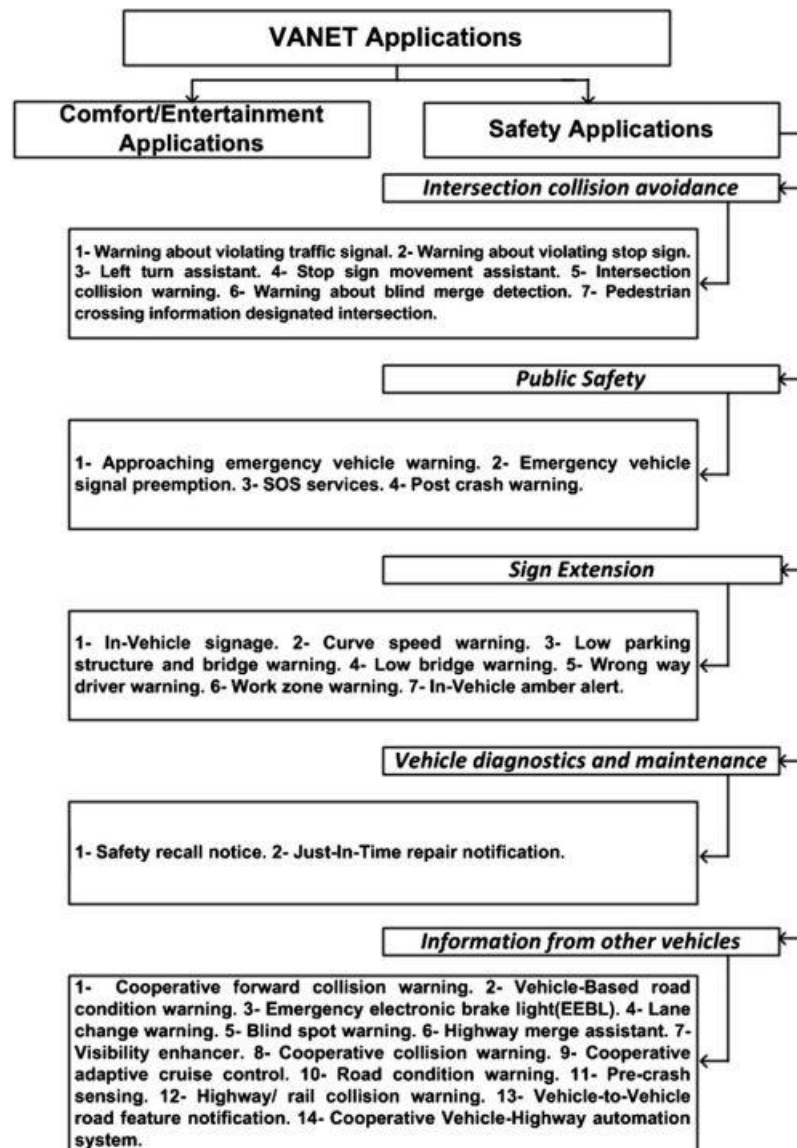 VANET Applications
Comfort/Entertainment
Applications
Safety Applications
Intersection collision avoidance
1- Warning about violating traffic signal. 2- Warning about violating stop sign.
3- Left turn assistant. 4- Stop sign movement assistant. 5- Intersection
collision warning. 6- Warning about blind merge detection. 7- Pedestrian
crossing information designated intersection.
Public Safety
1- Approaching emergency vehicle warning. 2- Emergency vehicle
signal preemption. 3- SOS services. 4- Post crash warning.
Sign Extension
1- In-Vehicle signage. 2- Curve speed warning. 3- Low parking
structure and bridge warning. 4- Low bridge warning. 5- Wrong way
driver warning. 6- Work zone warning. 7- In-Vehicle amber alert.
Vehicle diagnostics and maintenance
1- Safety recall notice. 2- Just-In-Time repair notification.
Information from other vehicles
1- Cooperative forward collision warning. 2- Vehicle-Based road
condition warning. 3- Emergency electronic brake light(EEBL). 4- Lane
change warning. 5- Blind spot warning. 6- Highway merge assistant. 7-
Visibility enhancer. 8- Cooperative collision warning. 9- Cooperative
adaptive cruise control. 10- Road condition warning. 11- Pre-crash
sensing. 12- Highway/ rail collision warning. 13- Vehicle-to-Vehicle
road feature notification. 14- Cooperative Vehicle-Highway automation
system.